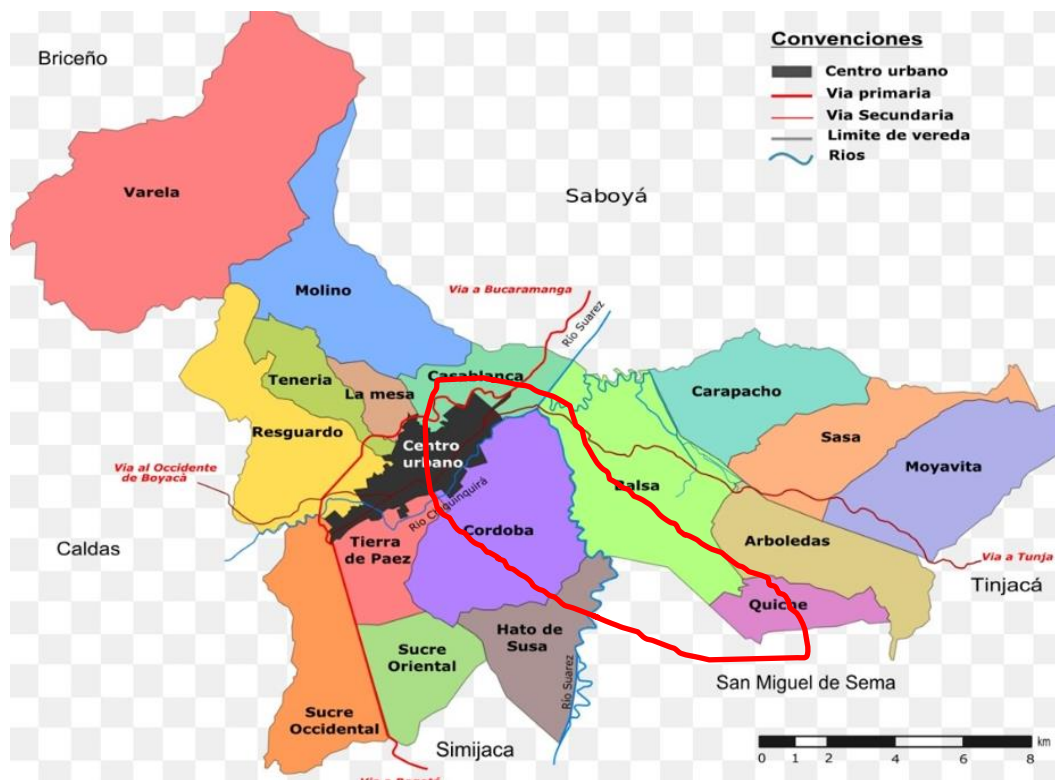 Briceño
Convenciones
Centro urbano
Via primaria
Via Secundaria
Limite de vereda
Rios
Varela
Saboyá
Molino
Via a Bucaramanga
Río Suarez
Casablanca
Teneria
La mesa
Carapacho
Resguardo
Centro
urbano
Sasa
Moyavita
Via al Occidente
de Boyacá
Balsa
Río Chiquinquirá
Cordoba
Caldas
Tierra
de Paez
Arboledas
Via a Tunja
Tinjacá
Quiche
Hato de
Susa
Sucre
Oriental
Río Suarez
San Miguel de Sema
Sucre
Occidental
Simijaca
km
0 1 2 4 6 8